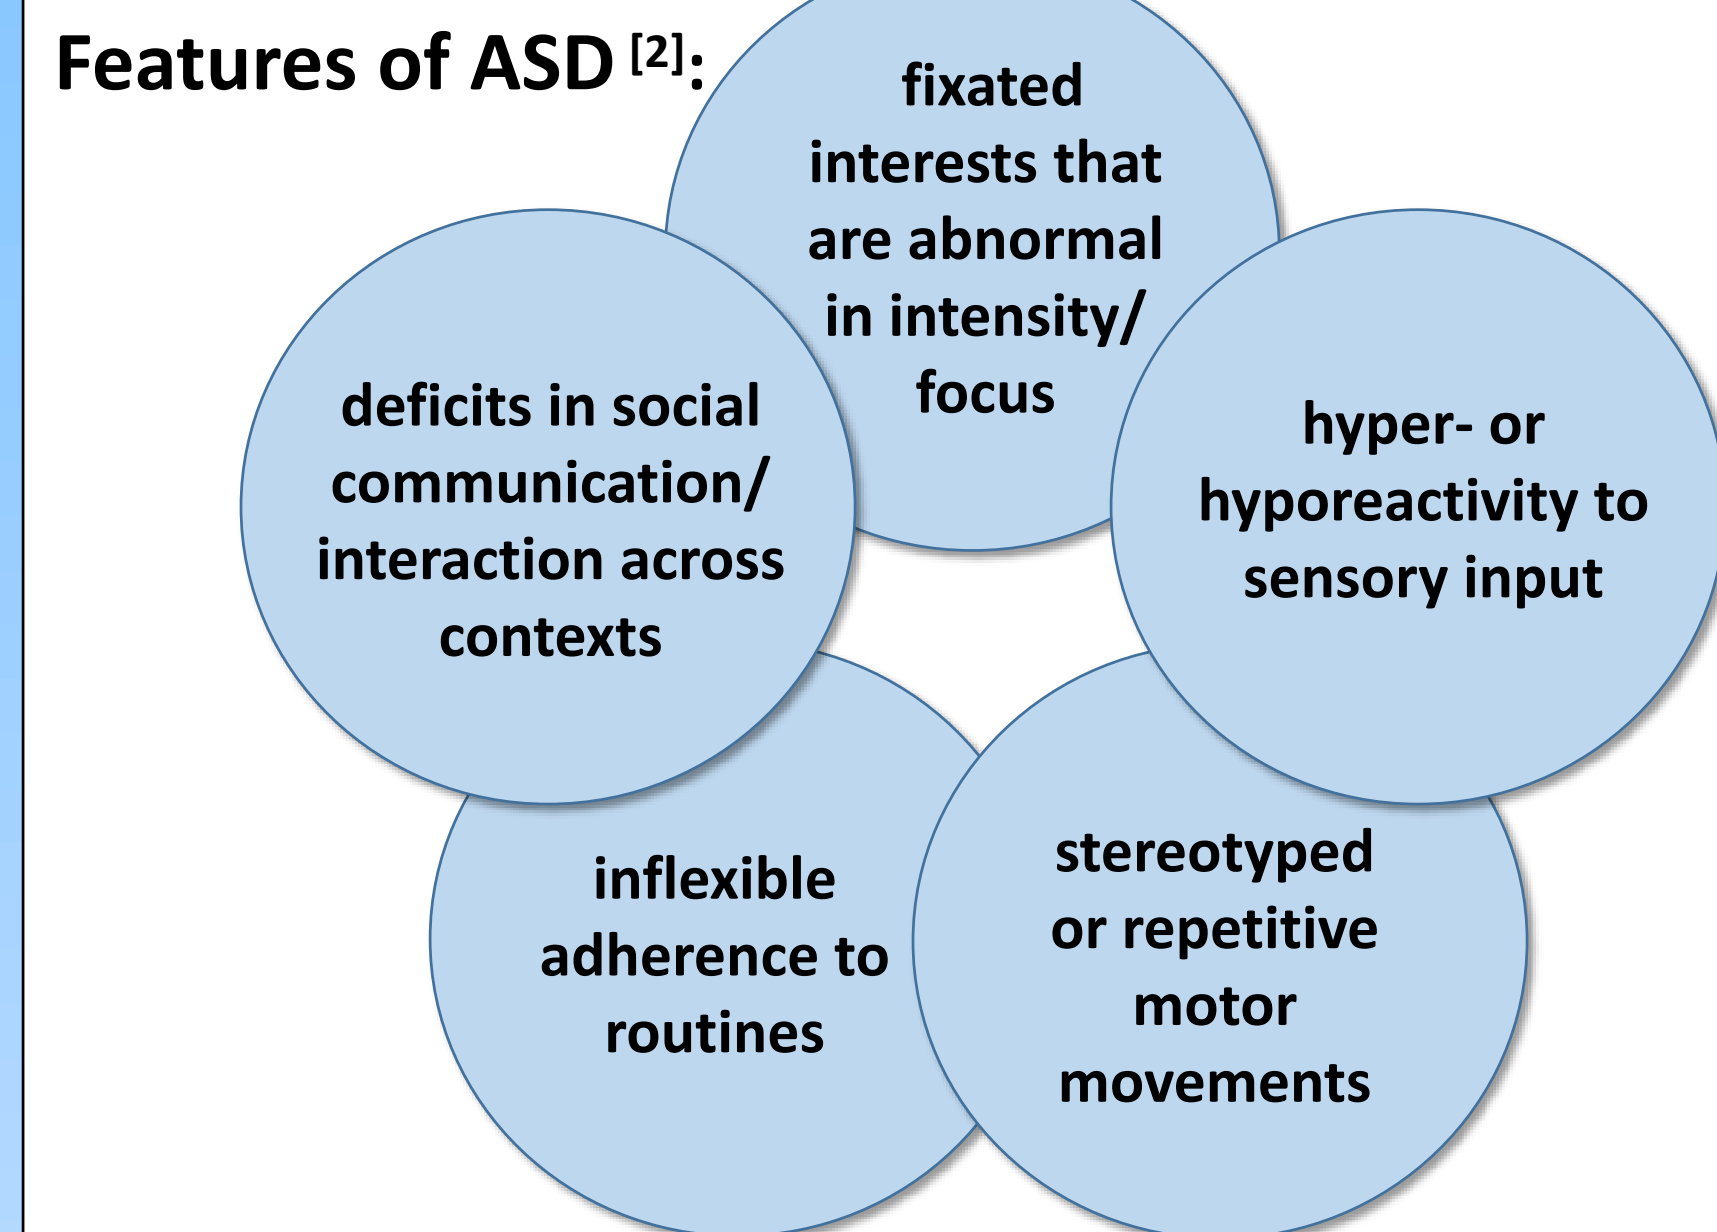 Features of ASD [2]:
fixated
interests that
are abnormal
in intensity/
focus
deficits in social
communication/
interaction across
contexts
hyper- or
hyporeactivity to
sensory input
inflexible
adherence to
routines
stereotyped
or repetitive
motor
movements